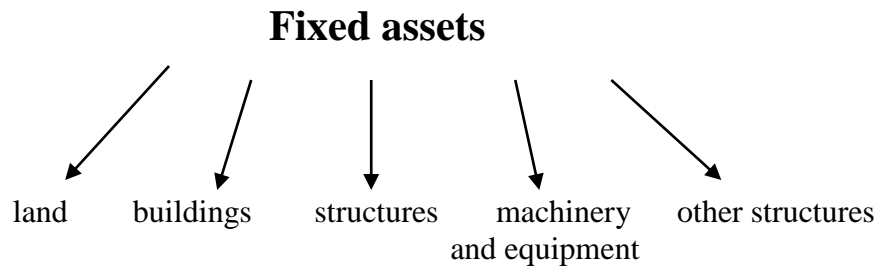 Fixed assets
land buildings structures machinery other structures
and equipment